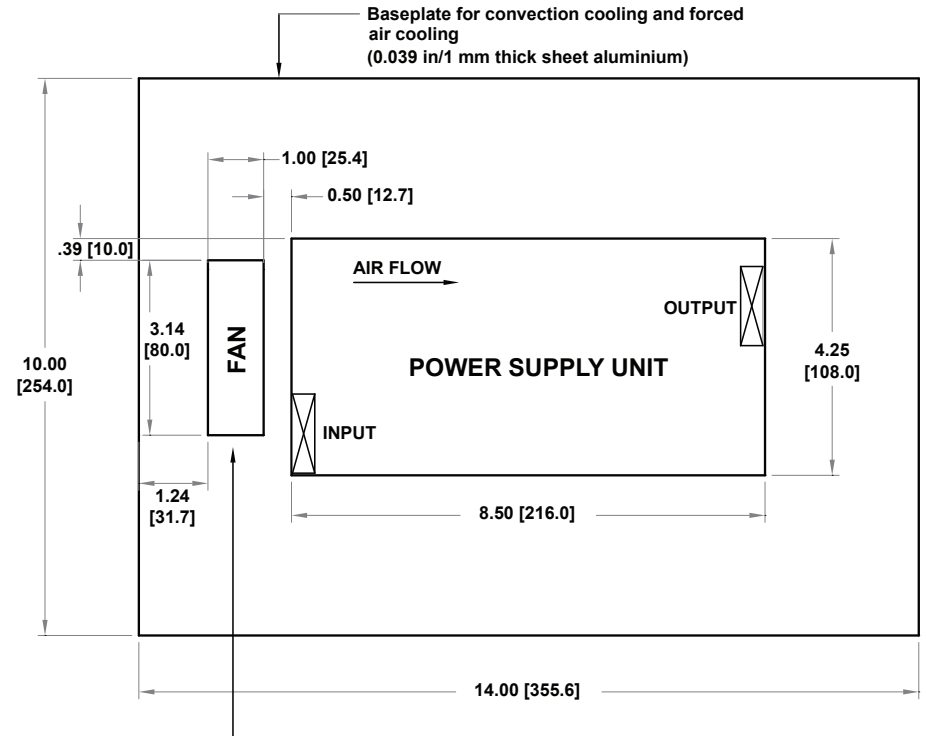 Baseplate for convection cooling and forced
air cooling
(0.039 in/1 mm thick sheet aluminium)
1.00 [25.4]
0.50 [12.7]
.39 [10.0]
AIR FLOW
OUTPUT
3.14
[80.0]
FAN
POWER SUPPLY UNIT
4.25
[108.0]
10.00
[254.0]
INPUT
1.24
[31.7]
8.50 [216.0]
14.00 [355.6]